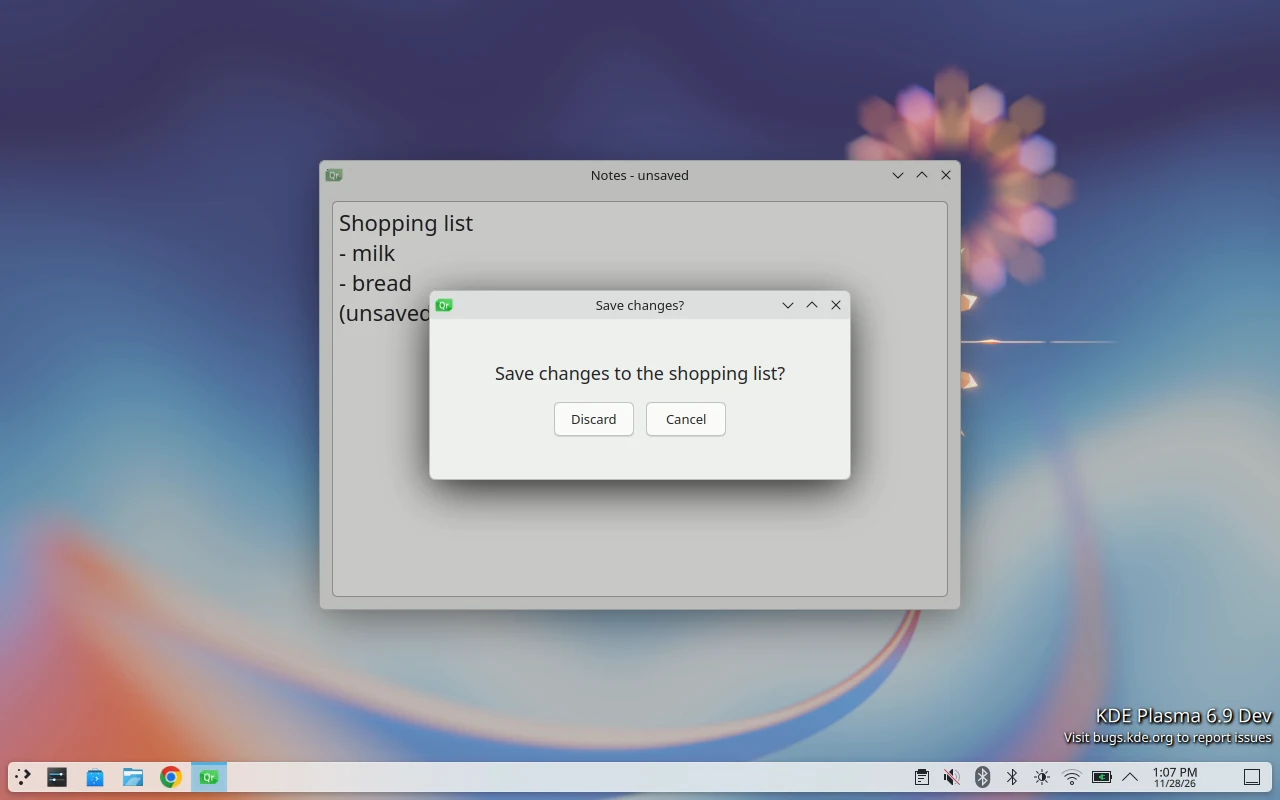 Notes - unsaved
Shopping list
- milk
- bread
(unsaved
Save changes?
Save changes to the shopping list?
Discard
Cancel
KDE Plasma 6.9 Dev
Visit bugs.kde.org to report issues
1:07 PM
11/28/26